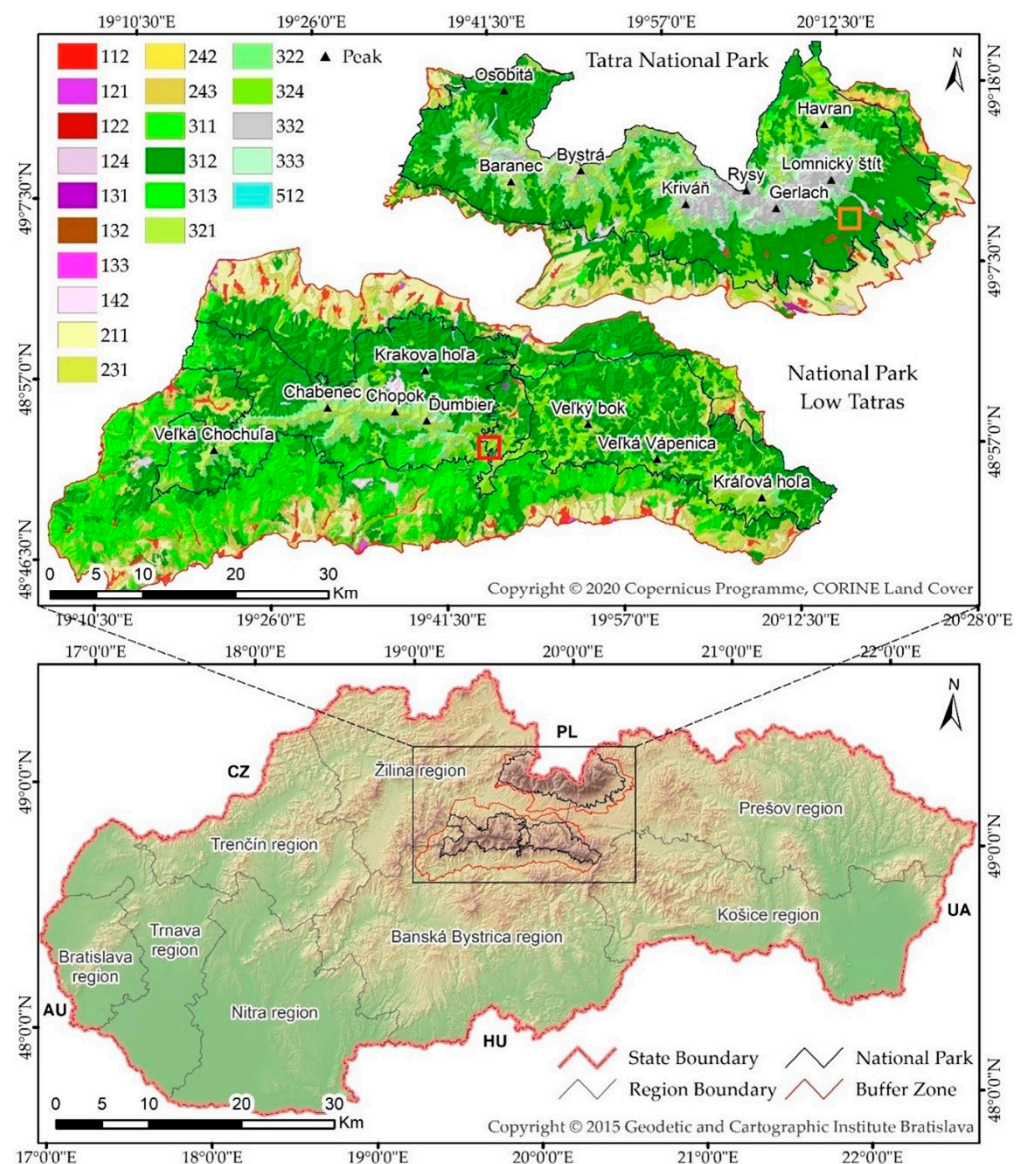 19°10'30"E 19°26'0"E 19°41'30"E 19°57'0"E 20°12'30"E
112 242 322 Peak
121 243 324
122 311 332
124 312 333
131 313 512
132 321
133
142
211
231
Tatra National Park
N
49°18'0"N
49°7'30"N
49°7'30"N
48°57'0"N
48°57'0"N
48°46'30"N
Osobitá
Havran
Bystrá
Baranec
Lomnický štít
Rysy
Kriváň
Gerlach
National Park
Low Tatras
Krakova hoľa
Chabenec
Chopok
Ďumbier
Veľký bok
Veľká Chochuľa
Veľká Vápenica
Kráľová hoľa
0 5 10 20 30
Km
Copyright © 2020 Copernicus Programme, CORINE Land Cover
19°10'30"E 19°26'0"E 19°41'30"E 19°57'0"E 20°12'30"E 20°28'0"E
17°0'0"E 18°0'0"E 19°0'0"E 20°0'0"E 21°0'0"E 22°0'0"E
N
PL
CZ
49°0'0"N
49°0'0"N
Žilina region
Prešov region
Trenčín region
Košice region
UA
Banská Bystrica region
Trnava
region
Bratislava
region
AU
Nitra region
HU
48°0'0"N
48°0'0"N
State Boundary National Park
Region Boundary Buffer Zone
0 5 10 20 30
Km
Copyright © 2015 Geodetic and Cartographic Institute Bratislava
17°0'0"E 18°0'0"E 19°0'0"E 20°0'0"E 21°0'0"E 22°0'0"E